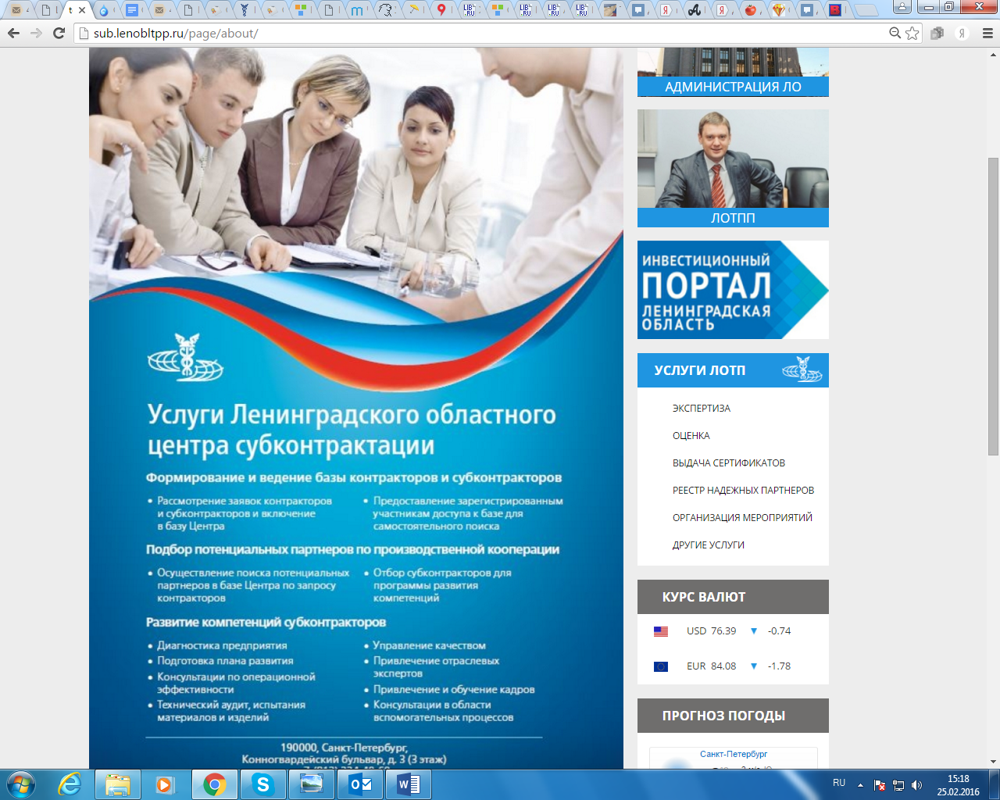 sub.lenobltpp.ru/page/about/
АДМИНИСТРАЦИЯ ЛО
ЛОТПП
ИНВЕСТИЦИОННЫЙ
ПОРТАЛ
ЛЕНИНГРАДСКАЯ
ОБЛАСТЬ
Услуги Ленинградского областного
центра субконтрактации
Формирование и ведение базы контракторов и субконтракторов
• Рассмотрение заявок контракторов
и субконтракторов и включение
в базу Центра
• Предоставление зарегистрированным
участникам доступа к базе для
самостоятельного поиска
Подбор потенциальных партнеров по производственной кооперации
• Осуществление поиска потенциальных
партнеров в базе Центра по запросу
контракторов
• Отбор субконтракторов для
программы развития
компетенций
Развитие компетенций субконтракторов
• Диагностика предприятия
• Подготовка плана развития
• Консультации по операционной
эффективности
• Технический аудит, испытания
материалов и изделий
• Управление качеством
• Привлечение отраслевых
экспертов
• Привлечение и обучение кадров
• Консультации в области
вспомогательных процессов
190000, Санкт-Петербург,
Конногвардейский бульвар, д. 3 (3 этаж)
УСЛУГИ ЛОТП
ЭКСПЕРТИЗА
ОЦЕНКА
ВЫДАЧА СЕРТИФИКАТОВ
РЕЕСТР НАДЕЖНЫХ ПАРТНЕРОВ
ОРГАНИЗАЦИЯ МЕРОПРИЯТИЙ
ДРУГИЕ УСЛУГИ
КУРС ВАЛЮТ
USD 76.39 ▼ -0.74
EUR 84.08 ▼ -1.78
ПРОГНОЗ ПОГОДЫ
Санкт-Петербург
RU
15:18
25.02.2016